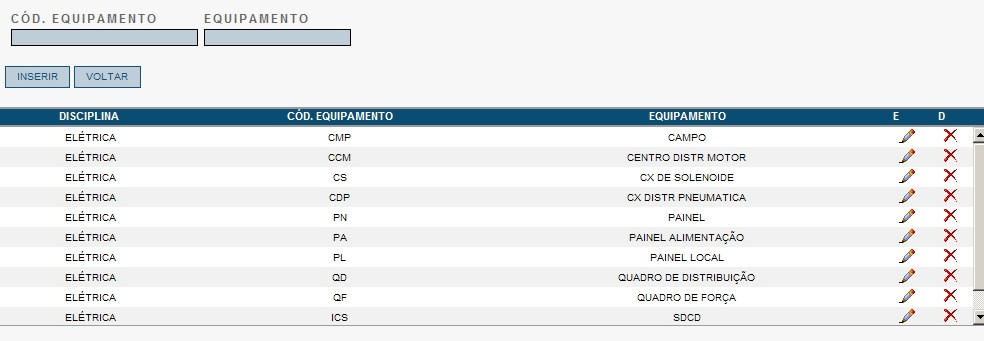 CÓD. EQUIPAMENTO EQUIPAMENTO
INSERIR VOLTAR
DISCIPLINA CÓD. EQUIPAMENTO EQUIPAMENTO E D
ELÉTRICA CMP CAMPO
ELÉTRICA CCM CENTRO DISTR MOTOR
ELÉTRICA CS CX DE SOLENOIDE
ELÉTRICA CDP CX DISTR PNEUMATICA
ELÉTRICA PN PAINEL
ELÉTRICA PA PAINEL ALIMENTAÇÃO
ELÉTRICA PL PAINEL LOCAL
ELÉTRICA QD QUADRO DE DISTRIBUIÇÃO
ELÉTRICA QF QUADRO DE FORÇA
ELÉTRICA ICS SDCD